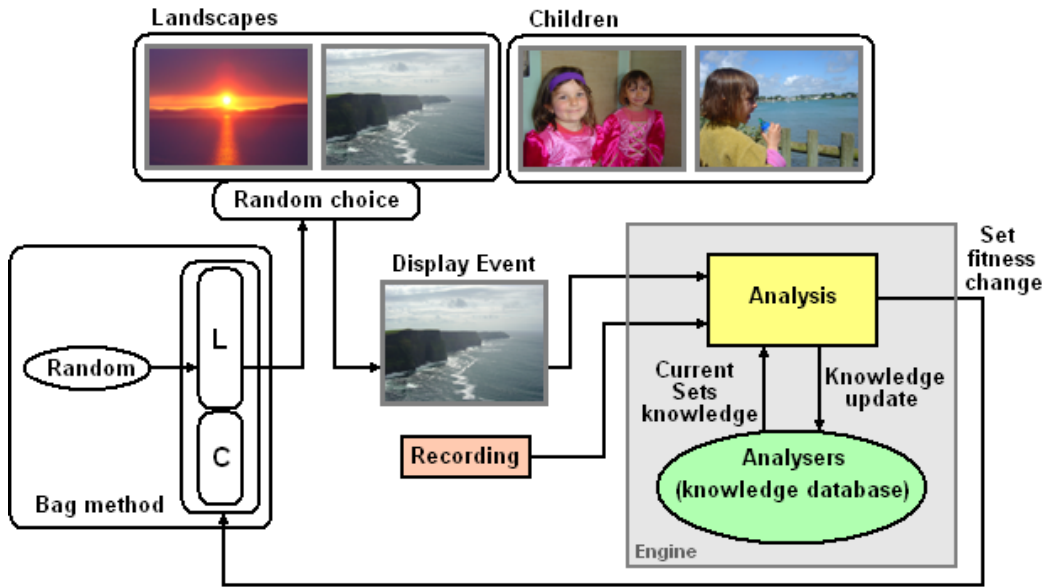 Landscapes
Children
Random choice
Display Event
Set
fitness
change
Analysis
L
Random
Current
Sets
knowledge
Knowledge
update
Recording
C
Analysers
(knowledge database)
Bag method
Engine